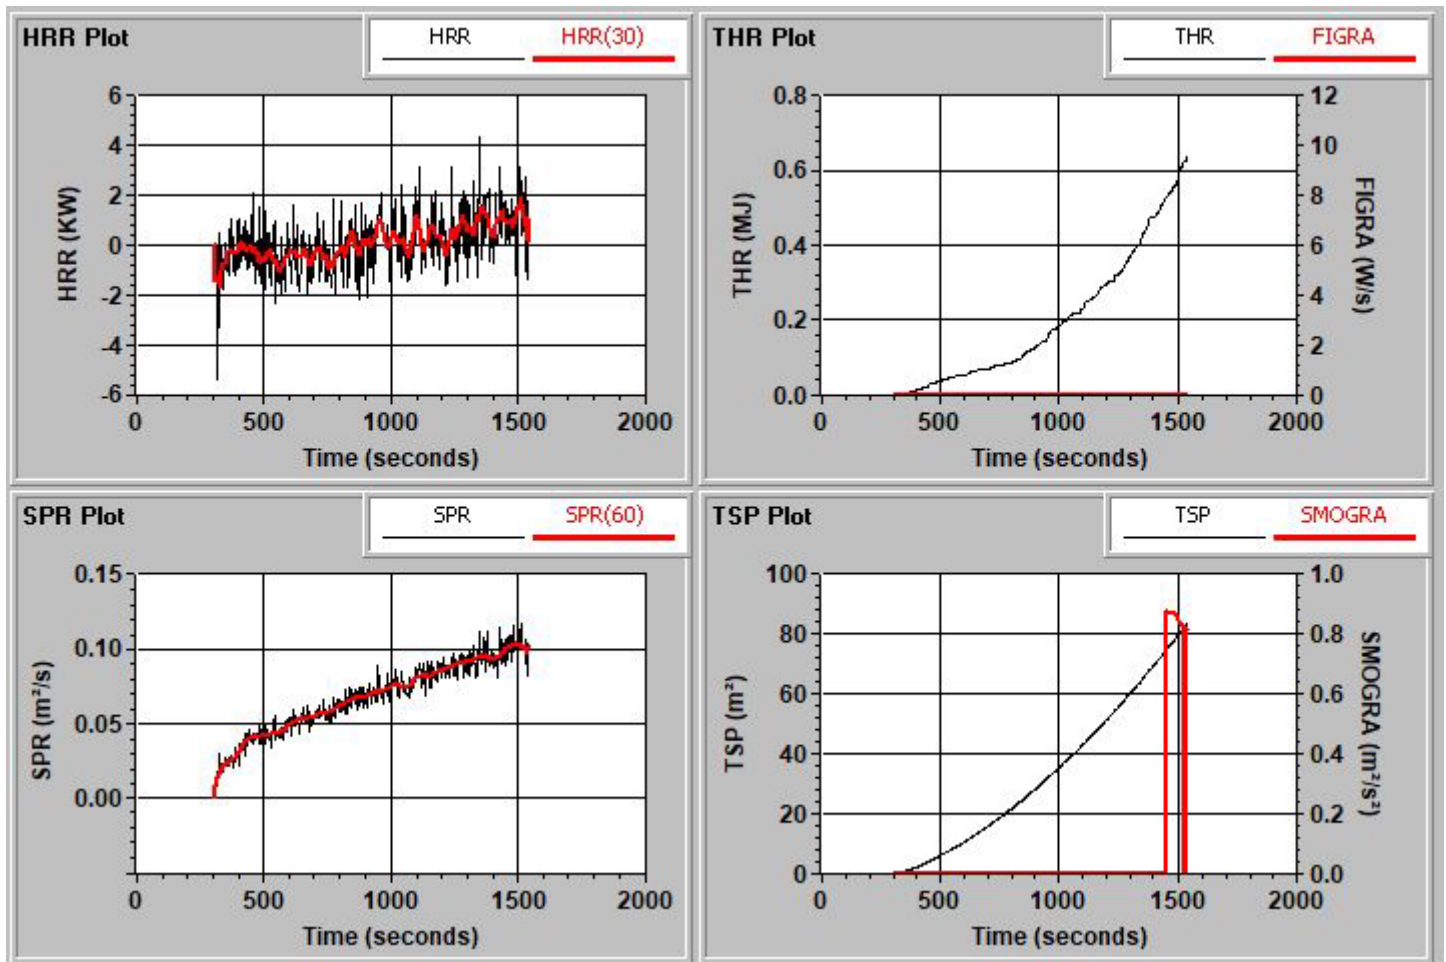 HRR Plot
HRR HRR(30)
6
4
2
0
-2
-4
-6
HRR (KW)
0 500 1000 1500 2000
Time (seconds)
THR Plot
THR FIGRA
0.8
0.6
0.4
0.2
0.0
THR (MJ)
12
10
8
6
4
2
0
FIGRA (W/s)
0 500 1000 1500 2000
Time (seconds)
SPR Plot
SPR SPR(60)
0.15
0.10
0.05
0.00
SPR (m²/s)
0 500 1000 1500 2000
Time (seconds)
TSP Plot
TSP SMOGRA
100
80
60
40
20
0
TSP (m²)
1.0
0.8
0.6
0.4
0.2
0.0
SMOGRA (m²/s²)
0 500 1000 1500 2000
Time (seconds)